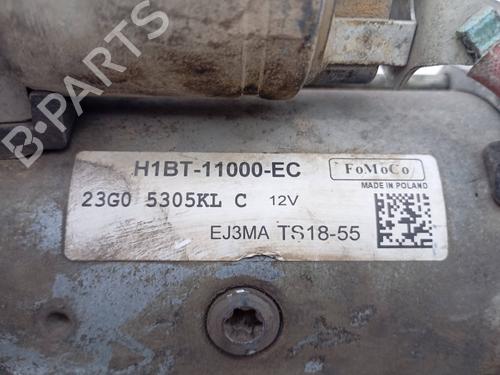 B-PARTS
H1BT-11000-EC
FoMoCo
MADE IN POLAND
23G0 5305KL C 12V
EJ3MA TS18-55